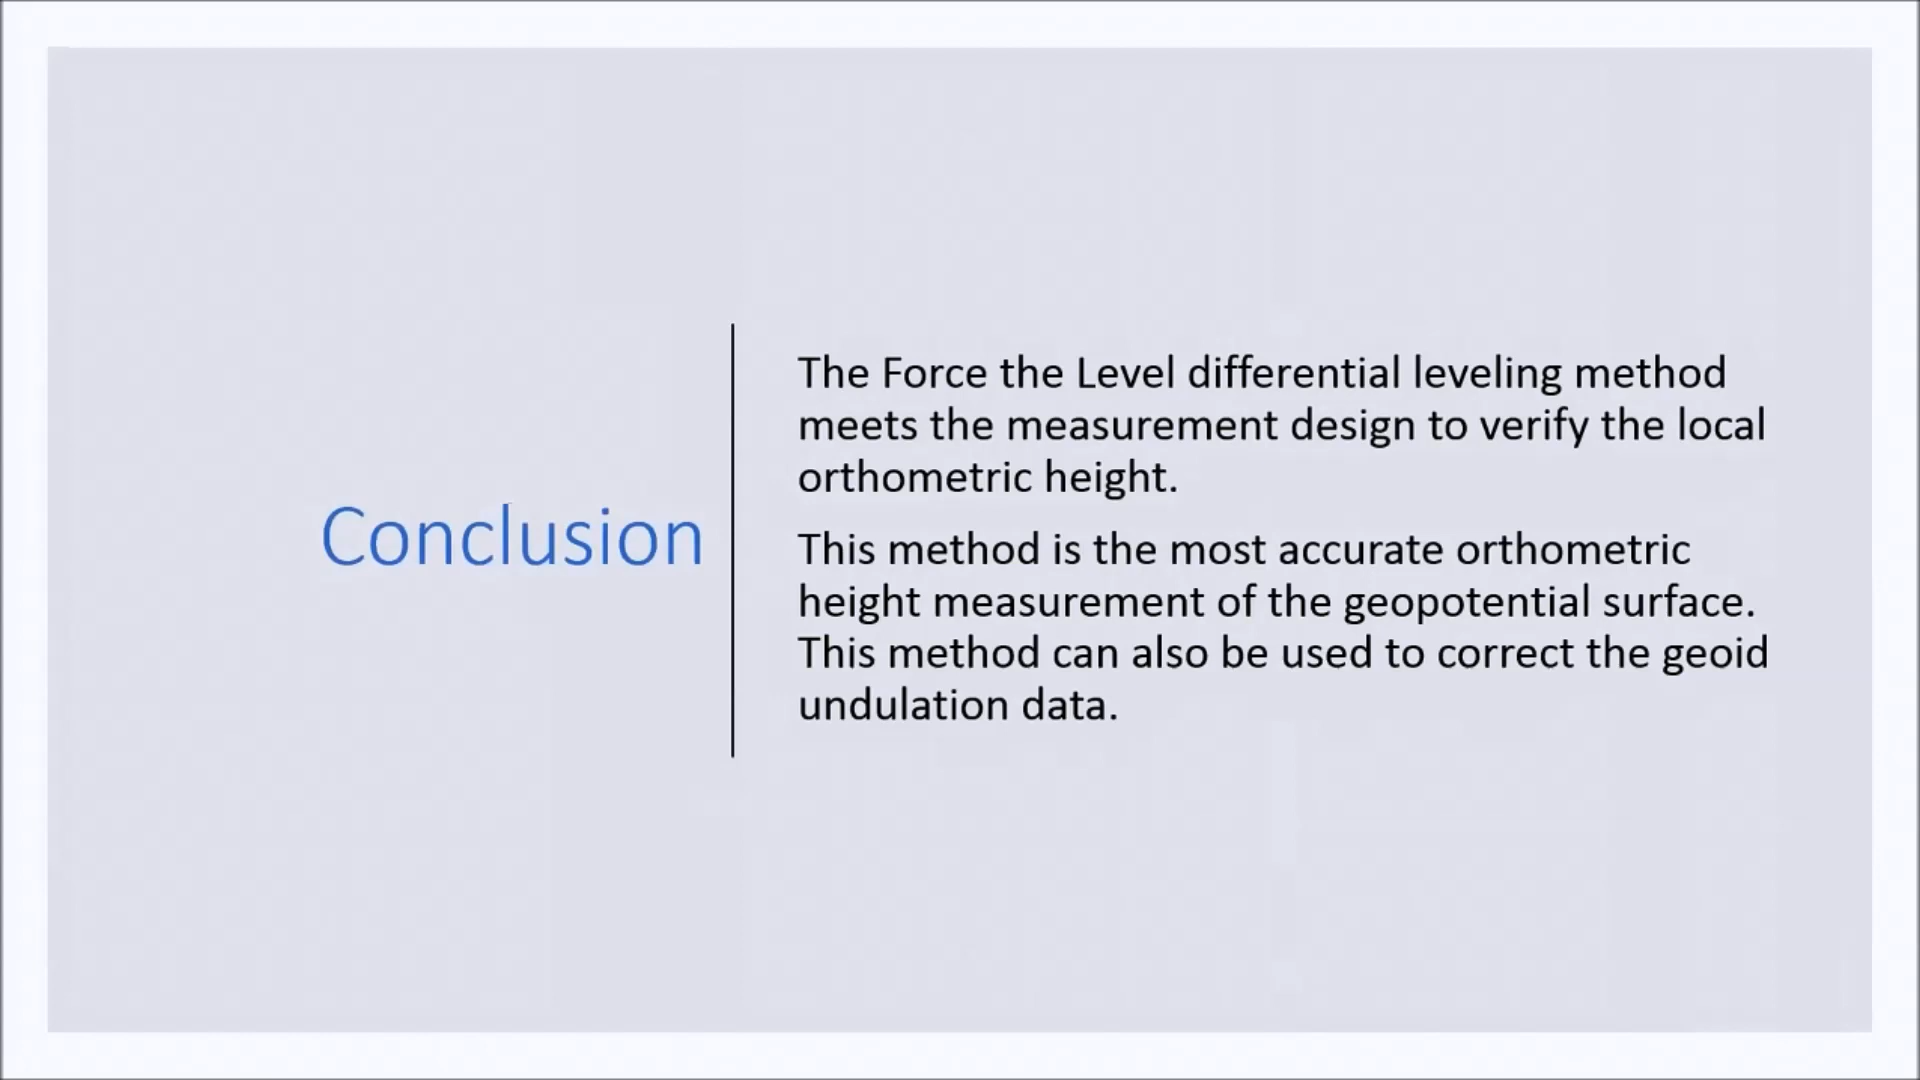 Conclusion
The Force the Level differential leveling method
meets the measurement design to verify the local
orthometric height.
This method is the most accurate orthometric
height measurement of the geopotential surface.
This method can also be used to correct the geoid
undulation data.